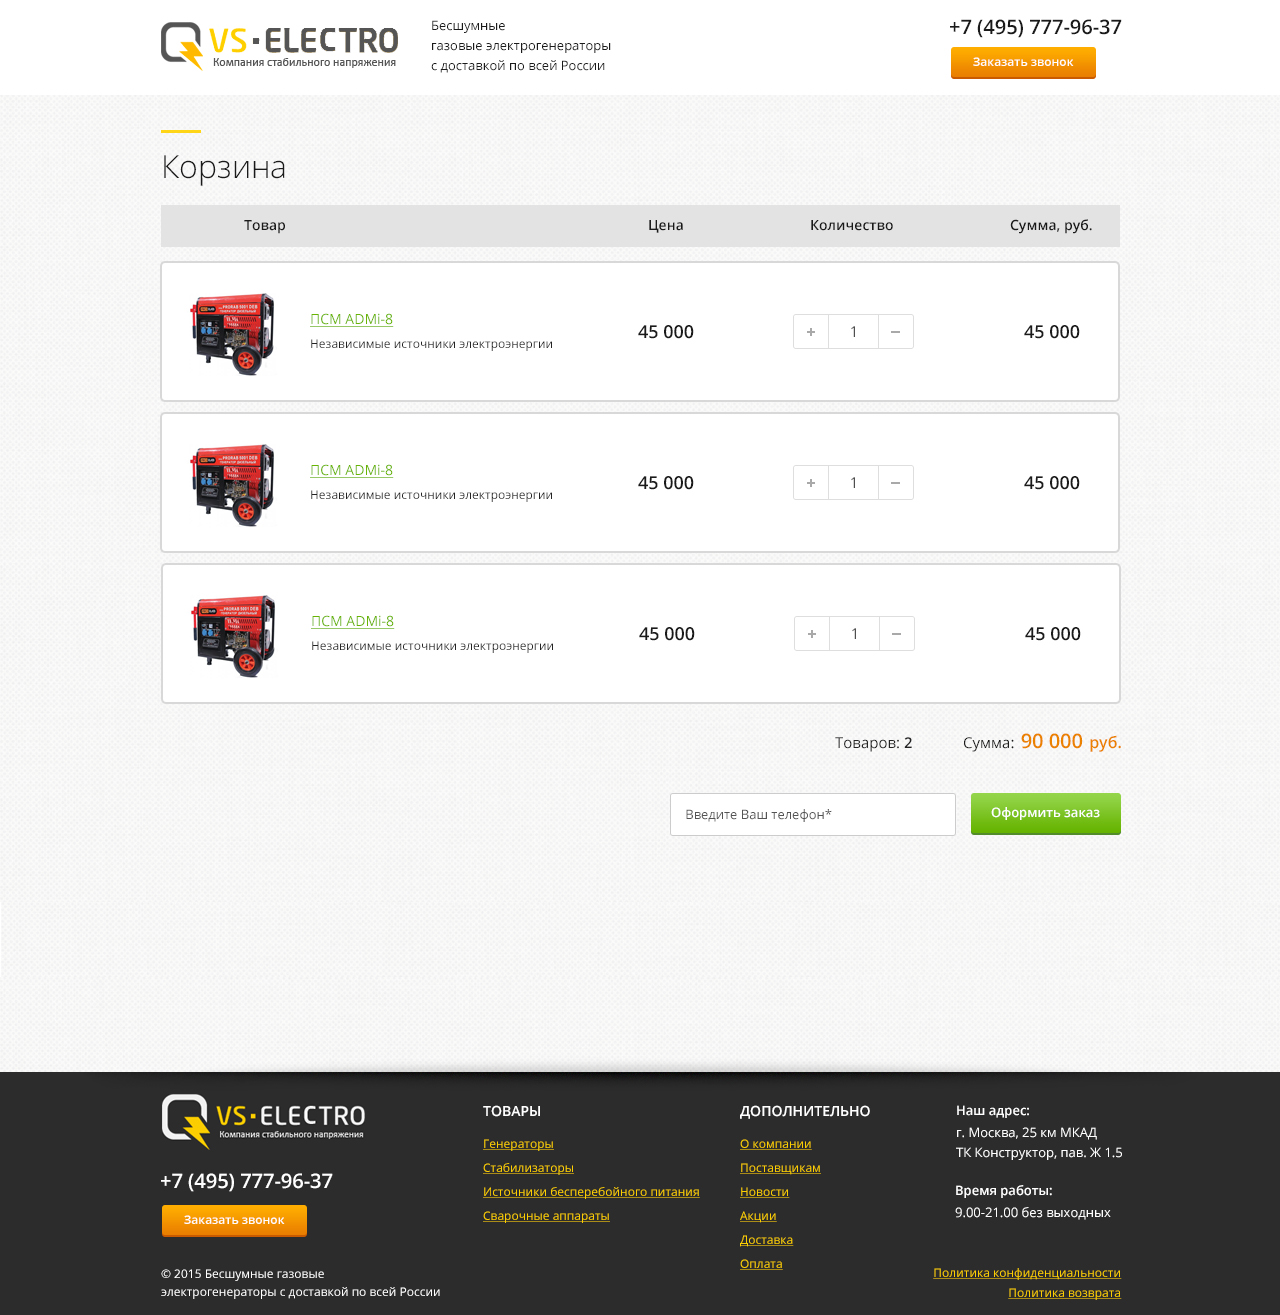 VS·ELECTRO
Компания стабильного напряжения
Бесшумные
газовые электрогенераторы
с доставкой по всей России
+7 (495) 777-96-37
Заказать звонок
Корзина
Товар Цена Количество Сумма, руб.
ПСМ ADMi-8
Независимые источники электроэнергии
45 000 + 1 − 45 000
ПСМ ADMi-8
Независимые источники электроэнергии
45 000 + 1 − 45 000
ПСМ ADMi-8
Независимые источники электроэнергии
45 000 + 1 − 45 000
Товаров: 2 Сумма: 90 000 руб.
Введите Ваш телефон* Оформить заказ
VS·ELECTRO
Компания стабильного напряжения
+7 (495) 777-96-37
Заказать звонок
© 2015 Бесшумные газовые
электрогенераторы с доставкой по всей России
ТОВАРЫ
Генераторы
Стабилизаторы
Источники бесперебойного питания
Сварочные аппараты
ДОПОЛНИТЕЛЬНО
О компании
Поставщикам
Новости
Акции
Доставка
Оплата
Наш адрес:
г. Москва, 25 км МКАД
ТК Конструктор, пав. Ж 1.5
Время работы:
9.00-21.00 без выходных
Политика конфиденциальности
Политика возврата